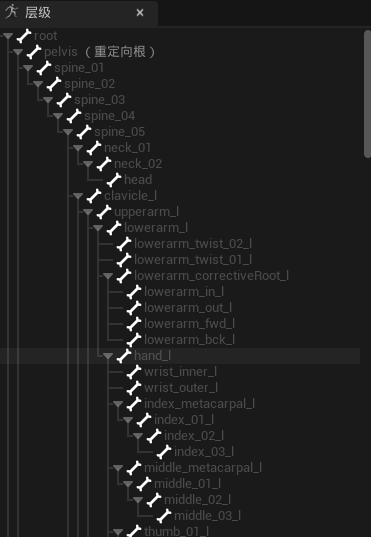 层级
root
pelvis （重定向根）
spine_01
spine_02
spine_03
spine_04
spine_05
neck_01
neck_02
head
clavicle_l
upperarm_l
lowerarm_l
lowerarm_twist_02_l
lowerarm_twist_01_l
lowerarm_correctiveRoot_l
lowerarm_in_l
lowerarm_out_l
lowerarm_fwd_l
lowerarm_bck_l
hand_l
wrist_inner_l
wrist_outer_l
index_metacarpal_l
index_01_l
index_02_l
index_03_l
middle_metacarpal_l
middle_01_l
middle_02_l
middle_03_l
thumb_01_l